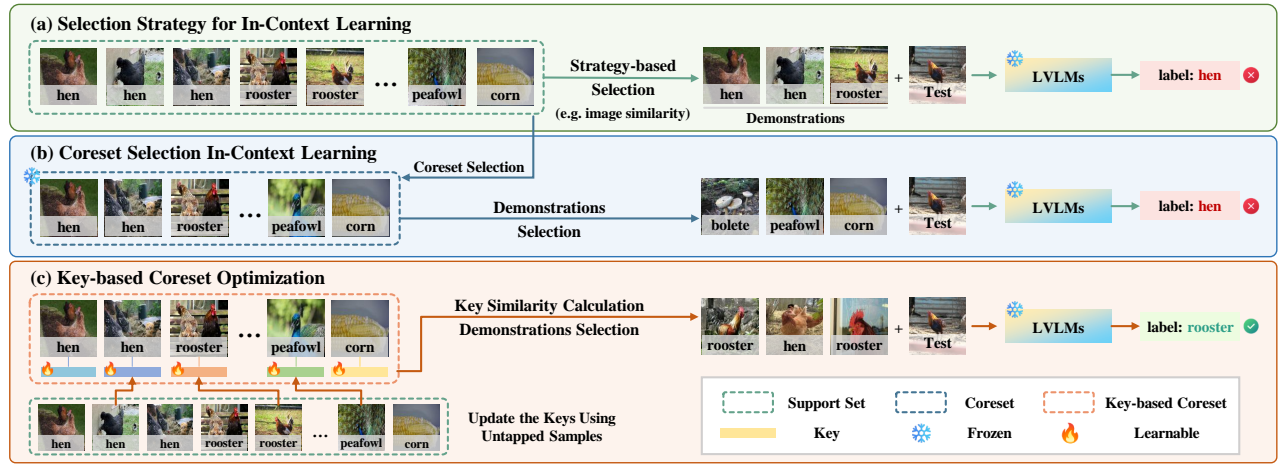 (a) Selection Strategy for In-Context Learning
hen hen hen rooster rooster ... peafowl corn
Strategy-based
Selection
(e.g. image similarity)
hen hen rooster + Test
Demonstrations
LVLMs
label: hen
(b) Coreset Selection In-Context Learning
Coreset Selection
hen hen rooster ... peafowl corn
Demonstrations
Selection
bolete peafowl corn + Test
LVLMs
label: hen
(c) Key-based Coreset Optimization
hen hen rooster ... peafowl corn
Key Similarity Calculation
Demonstrations Selection
rooster hen rooster + Test
LVLMs
label: rooster
hen hen hen rooster rooster ... peafowl corn
Update the Keys Using
Untapped Samples
Support Set Coreset Key-based Coreset
Key Frozen Learnable